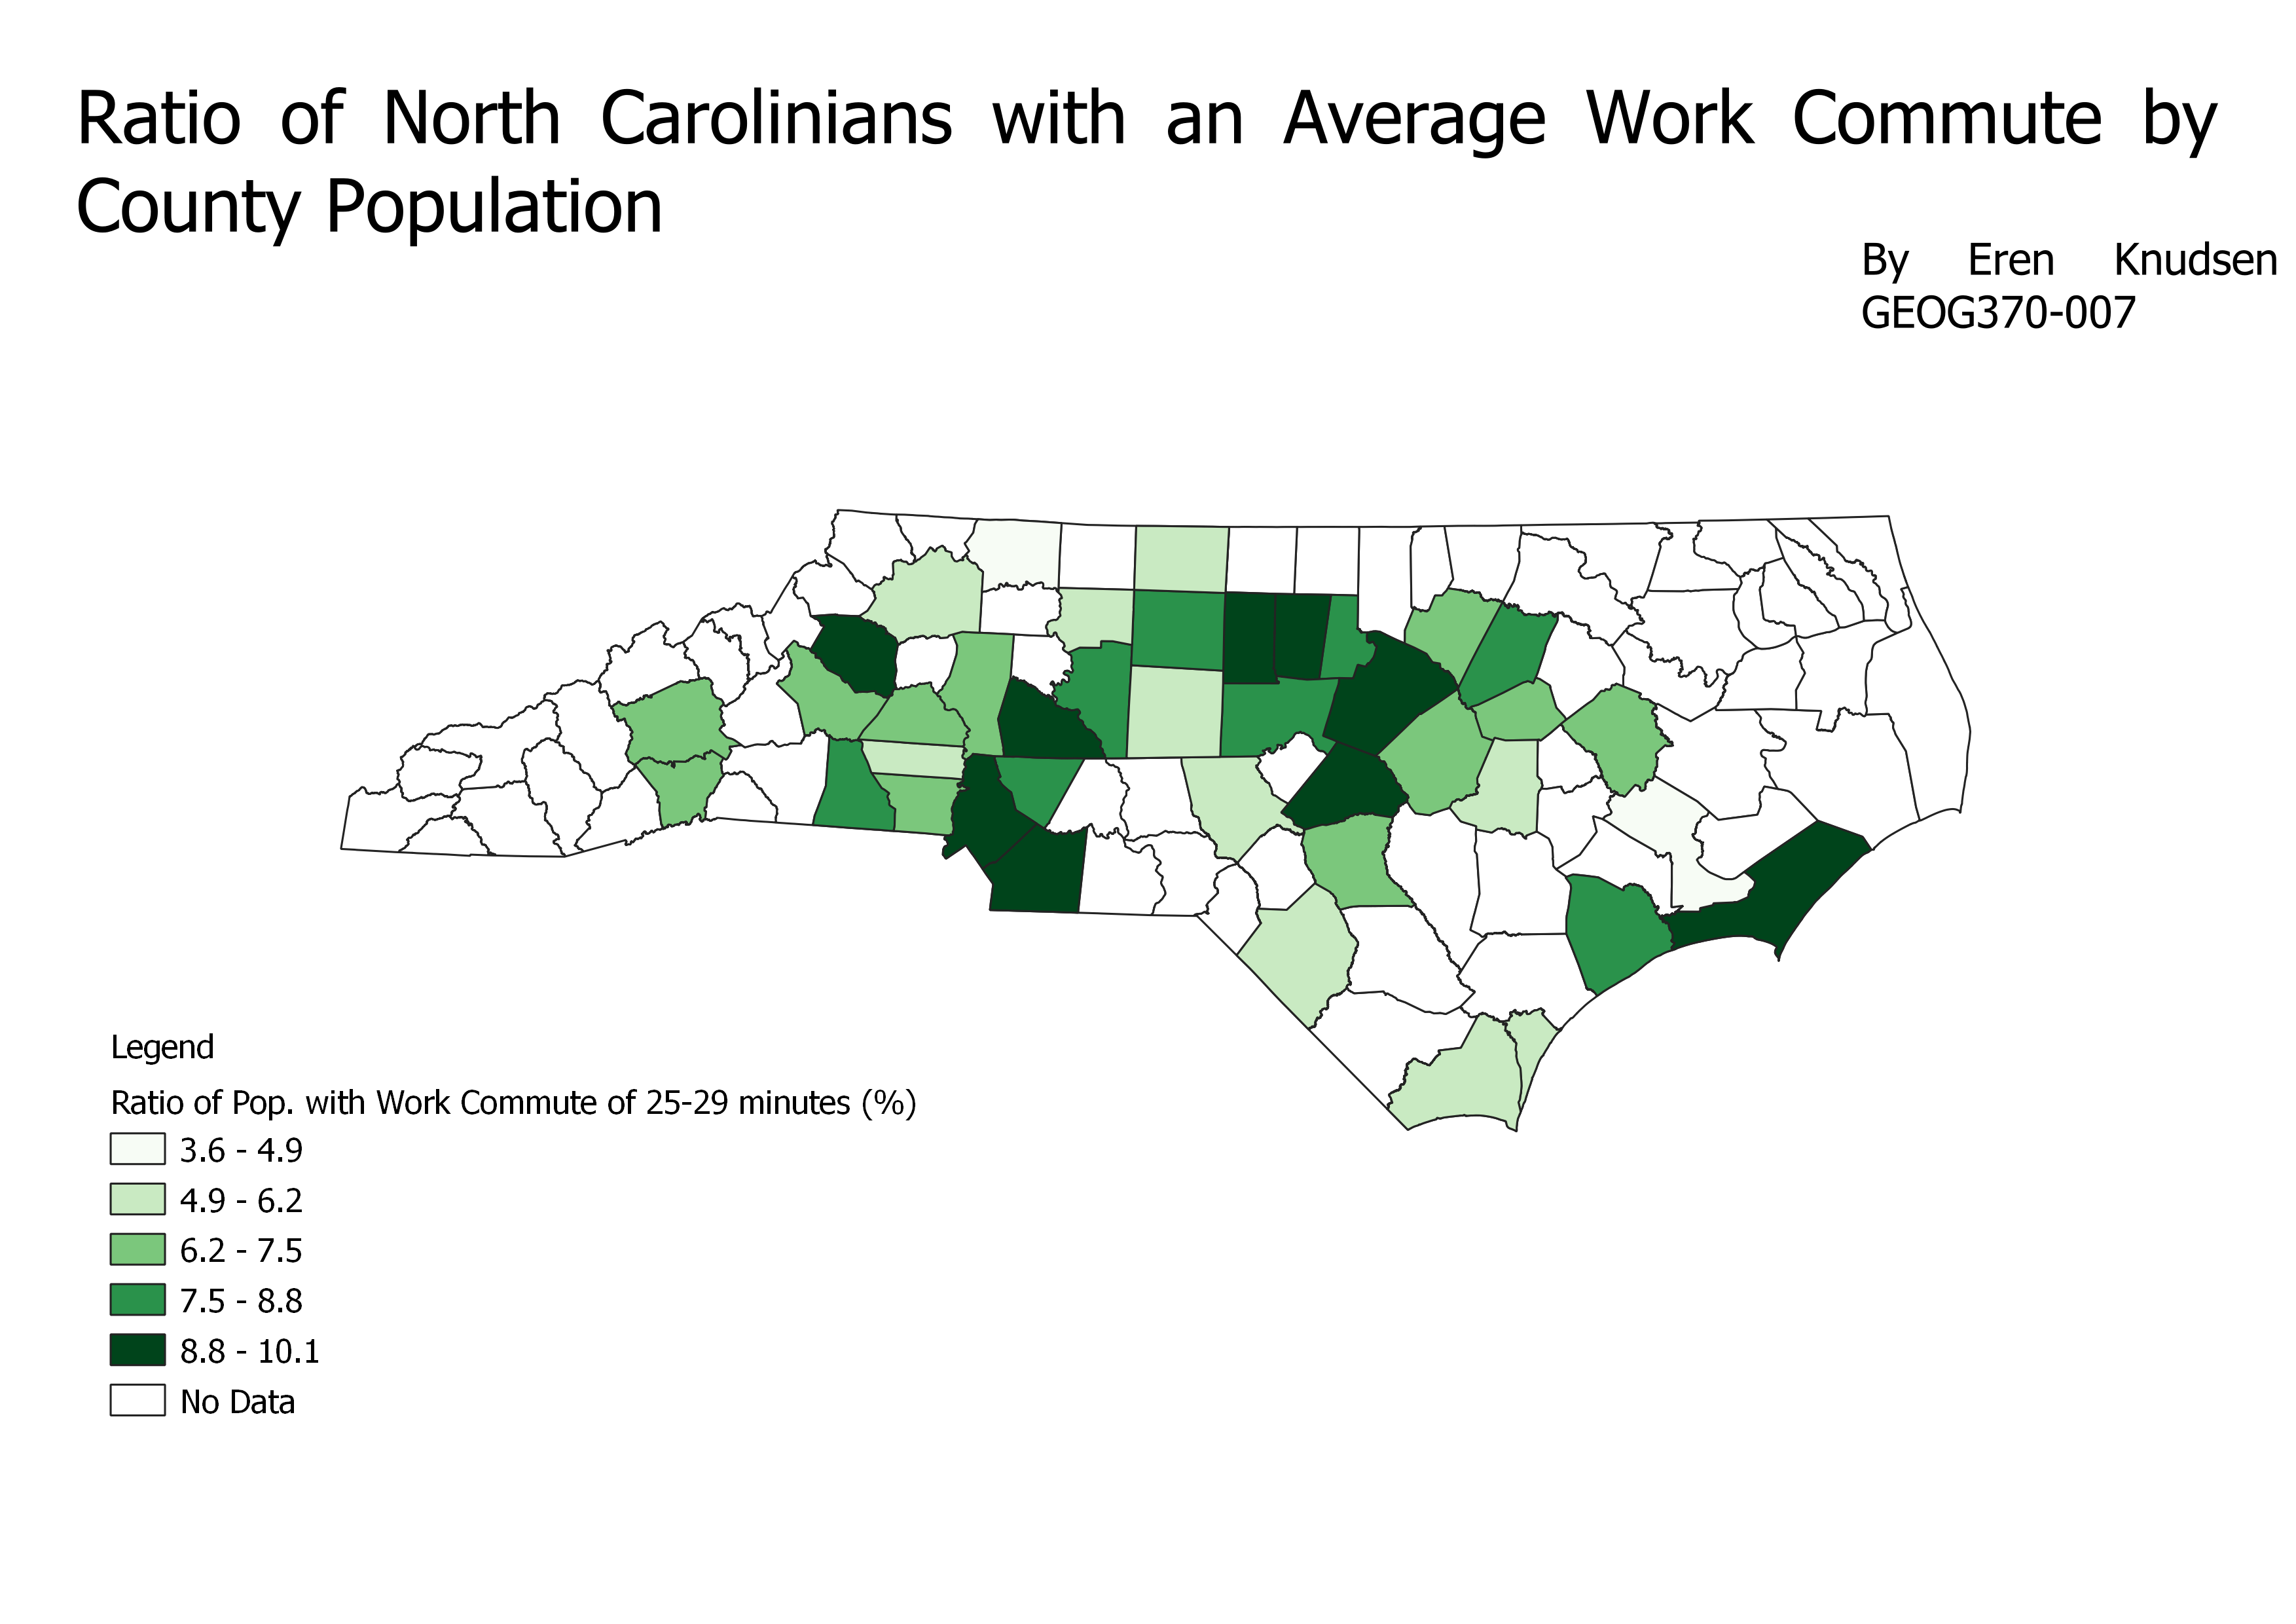 Ratio of North Carolinians with an Average Work Commute by
County Population
By Eren Knudsen
GEOG370-007
Legend
Ratio of Pop. with Work Commute of 25-29 minutes (%)
3.6 - 4.9
4.9 - 6.2
6.2 - 7.5
7.5 - 8.8
8.8 - 10.1
No Data